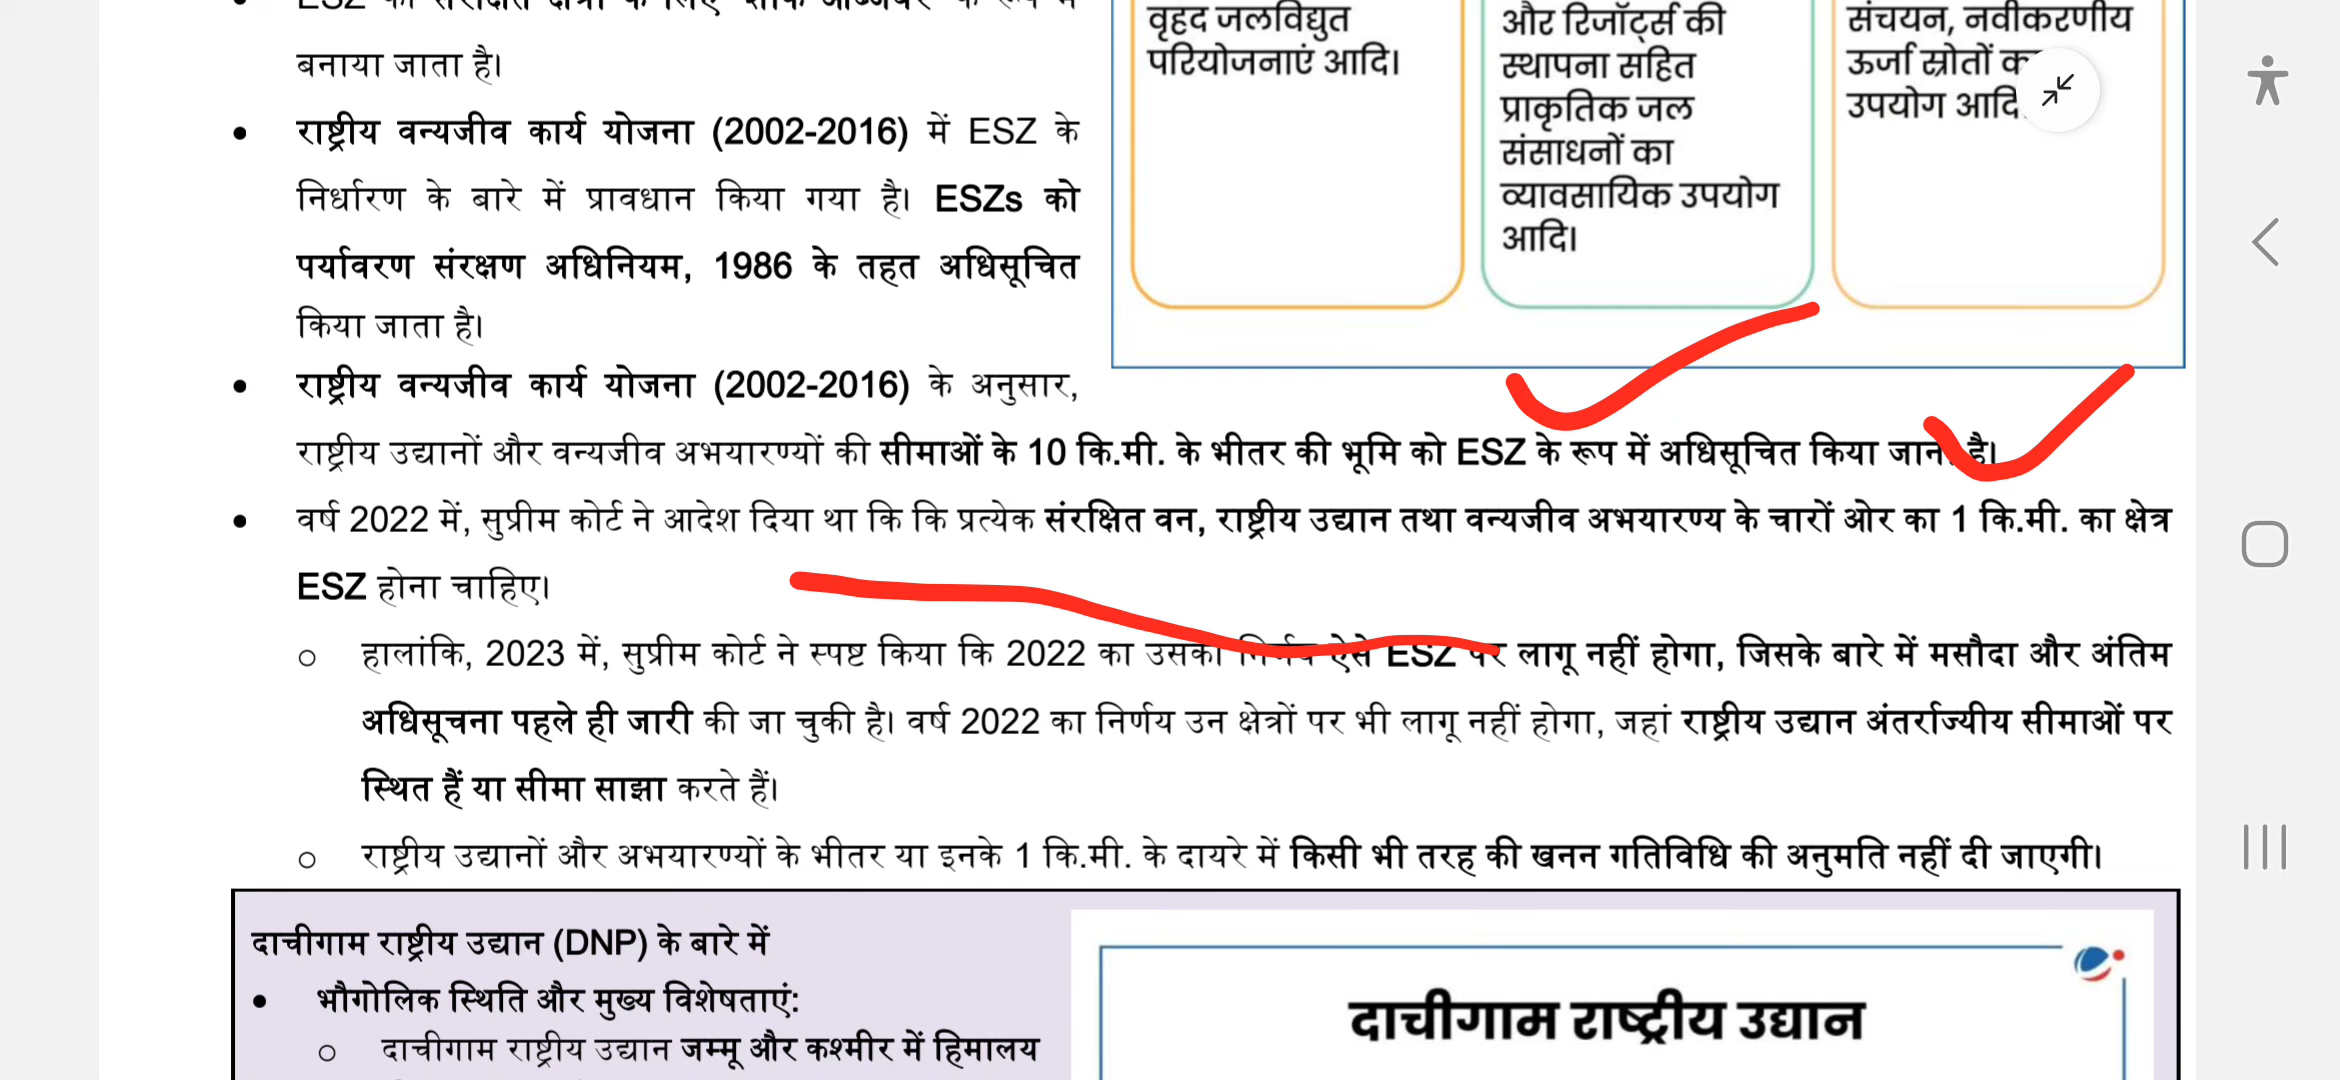 ESZ को संरक्षित क्षेत्रों के लिए "शॉक अब्जॉर्बर" के रूप में
बनाया जाता है।
• राष्ट्रीय वन्यजीव कार्य योजना (2002-2016) में ESZ के
निर्धारण के बारे में प्रावधान किया गया है। ESZs को
पर्यावरण संरक्षण अधिनियम, 1986 के तहत अधिसूचित
किया जाता है।
वृहद जलविद्युत
परियोजनाएं आदि।
और रिजॉर्ट्स की
स्थापना सहित
प्राकृतिक जल
संसाधनों का
व्यावसायिक उपयोग
आदि।
संचयन, नवीकरणीय
ऊर्जा स्रोतों
उपयोग आदि
• राष्ट्रीय वन्यजीव कार्य योजना (2002-2016) के अनुसार,
राष्ट्रीय उद्यानों और वन्यजीव अभयारण्यों की सीमाओं के 10 कि.मी. के भीतर की भूमि को ESZ के रूप में अधिसूचित किया जाना है।
• वर्ष 2022 में, सुप्रीम कोर्ट ने आदेश दिया था कि कि प्रत्येक संरक्षित वन, राष्ट्रीय उद्यान तथा वन्यजीव अभयारण्य के चारों ओर का 1 कि.मी. का क्षेत्र
ESZ होना चाहिए।
o हालांकि, 2023 में, सुप्रीम कोर्ट ने स्पष्ट किया कि 2022 का उसका निर्णय ऐसे ESZ पर लागू नहीं होगा, जिसके बारे में मसौदा और अंतिम
अधिसूचना पहले ही जारी की जा चुकी है। वर्ष 2022 का निर्णय उन क्षेत्रों पर भी लागू नहीं होगा, जहां राष्ट्रीय उद्यान अंतर्राज्यीय सीमाओं पर
स्थित हैं या सीमा साझा करते हैं।
o राष्ट्रीय उद्यानों और अभयारण्यों के भीतर या इनके 1 कि.मी. के दायरे में किसी भी तरह की खनन गतिविधि की अनुमति नहीं दी जाएगी।
दाचीगाम राष्ट्रीय उद्यान (DNP) के बारे में
• भौगोलिक स्थिति और मुख्य विशेषताएं:
o दाचीगाम राष्ट्रीय उद्यान जम्मू और कश्मीर में हिमालय
दाचीगाम राष्ट्रीय उद्यान